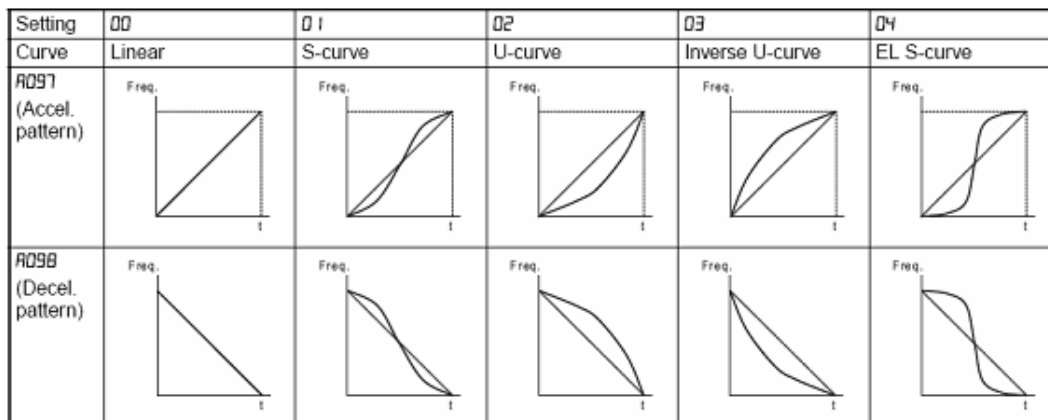 Setting 00 01 02 03 04
Curve Linear S-curve U-curve Inverse U-curve EL S-curve
A097
(Accel.
pattern)
Freq. Freq. Freq. Freq. Freq.
t t t t t
A098
(Decel.
pattern)
Freq. Freq. Freq. Freq. Freq.
t t t t t